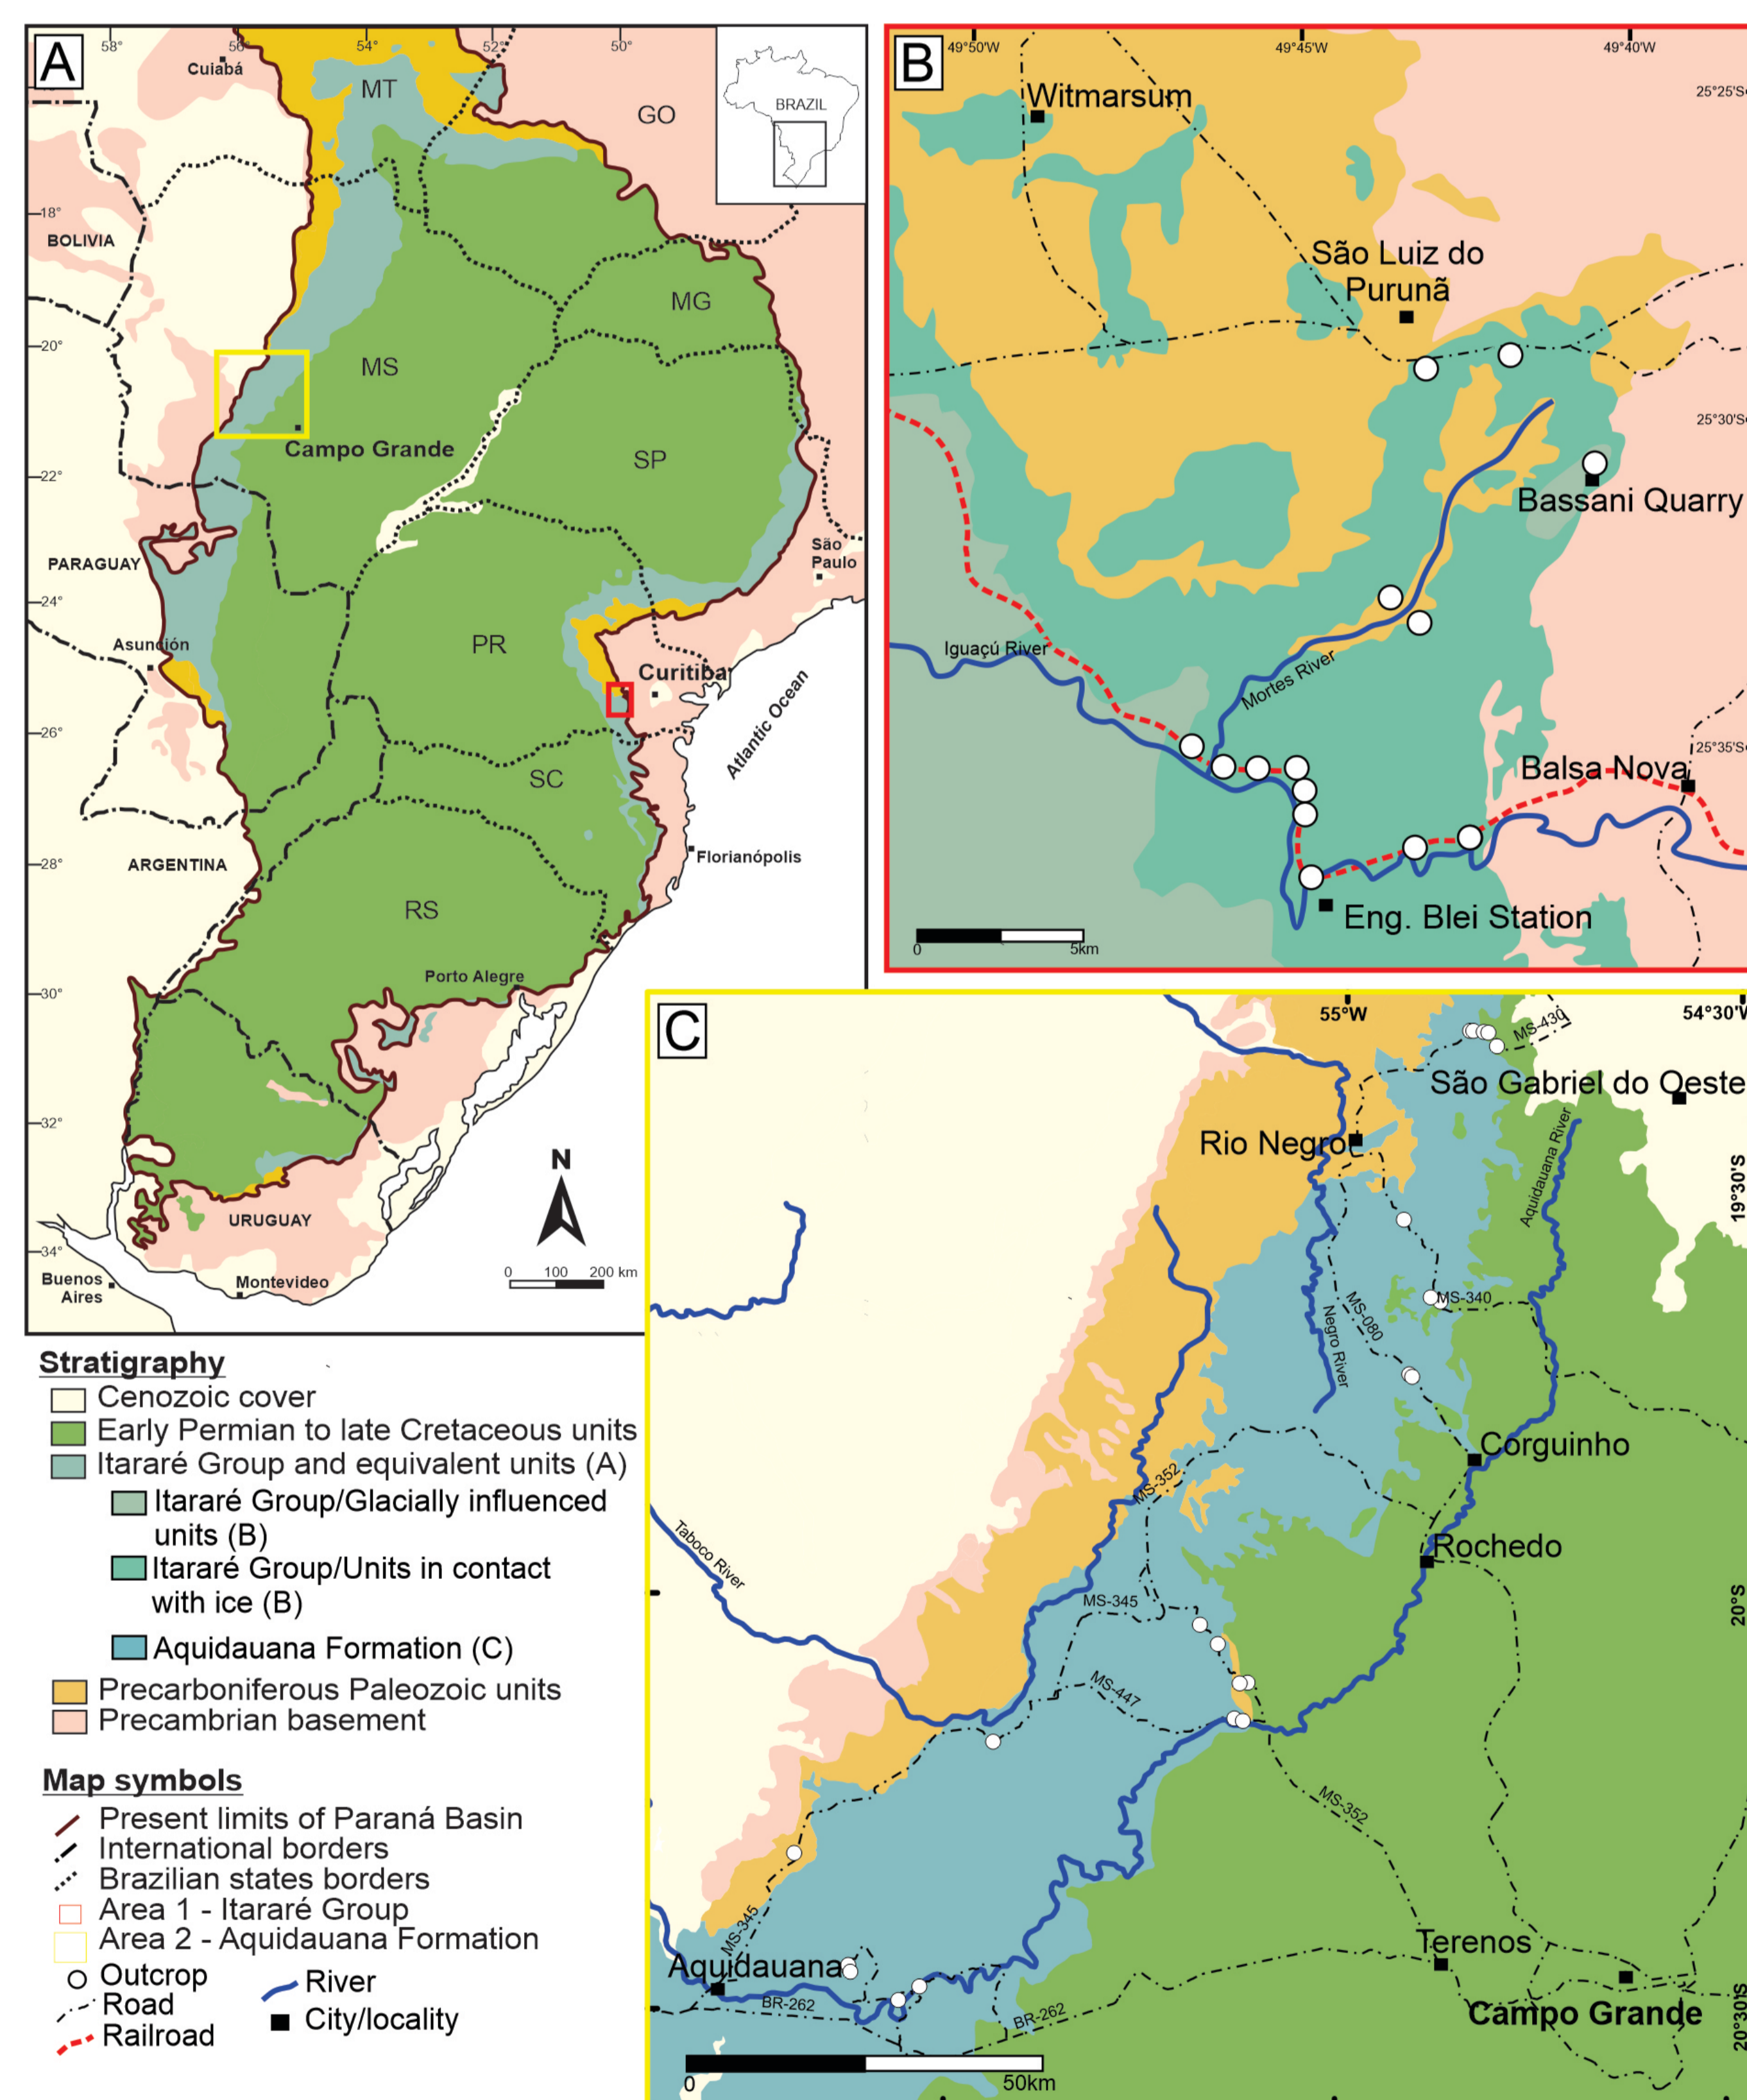 A
58°
56°
54°
52°
50°
Cuiabá
MT
GO
BRAZIL
18°
BOLIVIA
MG
20°
MS
Campo Grande
SP
22°
São
Paulo
PARAGUAY
24°
Asunción
PR
Curitiba
Atlantic Ocean
26°
SC
28°
ARGENTINA
Florianópolis
RS
30°
Porto Alegre
32°
N
URUGUAY
34°
Buenos
Aires
Montevideo
0 100 200 km
B
49°50'W
49°45'W
49°40'W
25°25'S
Witmarsum
São Luiz do
Purunã
25°30'S
Bassani Quarry
Iguaçú River
Mortes River
25°35'S
Balsa Nova
Eng. Blei Station
0 5km
C
55°W
54°30'W
MS-430
São Gabriel do Oeste
Rio Negro
Aquidauana River
19°30'S
MS-340
MS-080
Negro River
Corguinho
MS-352
Rochedo
Taboco River
MS-345
20°S
MS-447
MS-352
MS-345
Terenos
Aquidauana
BR-262
BR-262
Campo Grande
20°30'S
0 50km
Stratigraphy
Cenozoic cover
Early Permian to late Cretaceous units
Itararé Group and equivalent units (A)
Itararé Group/Glacially influenced
units (B)
Itararé Group/Units in contact
with ice (B)
Aquidauana Formation (C)
Precarboniferous Paleozoic units
Precambrian basement
Map symbols
Present limits of Paraná Basin
International borders
Brazilian states borders
Area 1 - Itararé Group
Area 2 - Aquidauana Formation
Outcrop
River
Road
City/locality
Railroad